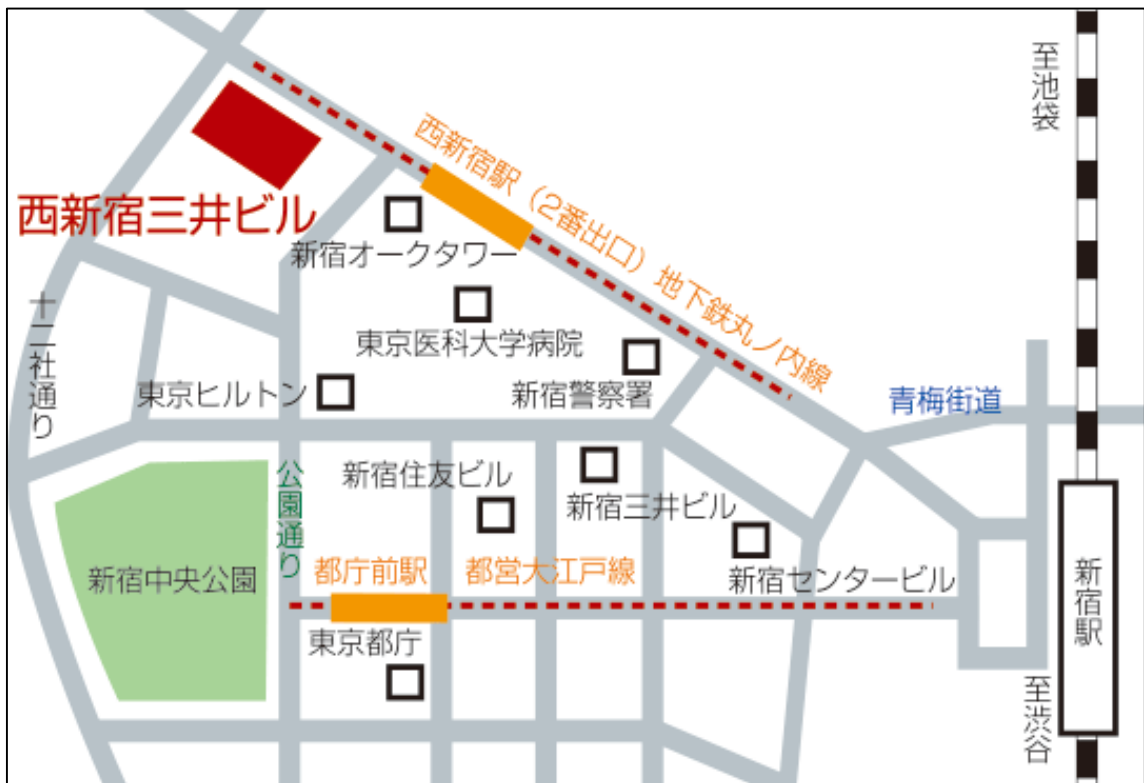 至池袋
西新宿駅（2番出口）地下鉄丸ノ内線
西新宿三井ビル
新宿オークタワー
十二社通り
東京医科大学病院
東京ヒルトン
新宿警察署
青梅街道
公園通り
新宿住友ビル
新宿三井ビル
新宿中央公園
都庁前駅
都営大江戸線
新宿センタービル
新宿駅
東京都庁
至渋谷